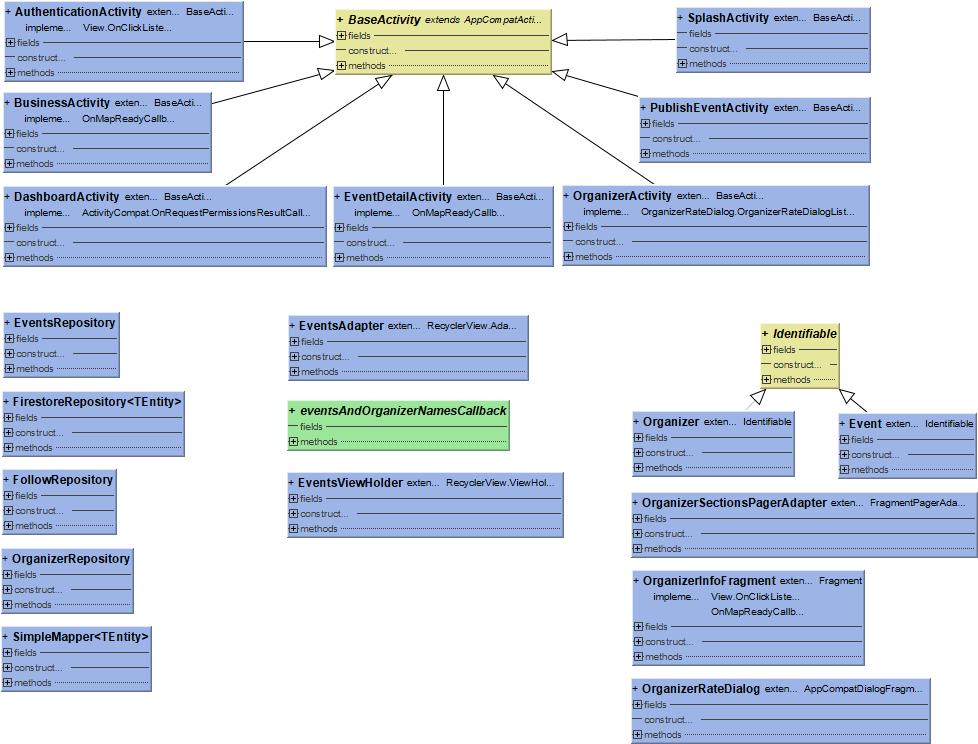 + AuthenticationActivity exten... BaseActi...
impleme... View.OnClickListe...
fields
construct...
methods
+ BaseActivity extends AppCompatActi...
fields
construct...
methods
+ SplashActivity exten... BaseActi...
fields
construct...
methods
+ BusinessActivity exten... BaseActi...
impleme... OnMapReadyCallb...
fields
construct...
methods
+ PublishEventActivity exten... BaseActi...
fields
construct...
methods
+ DashboardActivity exten... BaseActi...
impleme... ActivityCompat.OnRequestPermissionsResultCall...
fields
construct...
methods
+ EventDetailActivity exten... BaseActi...
impleme... OnMapReadyCallb...
fields
construct...
methods
+ OrganizerActivity exten... BaseActi...
impleme... OrganizerRateDialog.OrganizerRateDialogList...
fields
construct...
methods
+ EventsRepository
fields
construct...
methods
+ FirestoreRepository<TEntity>
fields
construct...
methods
+ FollowRepository
fields
construct...
methods
+ OrganizerRepository
fields
construct...
methods
+ SimpleMapper<TEntity>
fields
construct...
methods
+ EventsAdapter exten... RecyclerView.Ada...
fields
construct...
methods
+ eventsAndOrganizerNamesCallback
fields
methods
+ EventsViewHolder exten... RecyclerView.ViewHol...
fields
construct...
methods
+ Identifiable
fields
construct...
methods
+ Organizer exten... Identifiable
fields
construct...
methods
+ Event exten... Identifiable
fields
construct...
methods
+ OrganizerSectionsPagerAdapter exten... FragmentPagerAda...
fields
construct...
methods
+ OrganizerInfoFragment exten... Fragment
impleme... View.OnClickListe...
OnMapReadyCallb...
fields
construct...
methods
+ OrganizerRateDialog exten... AppCompatDialogFragm...
fields
construct...
methods